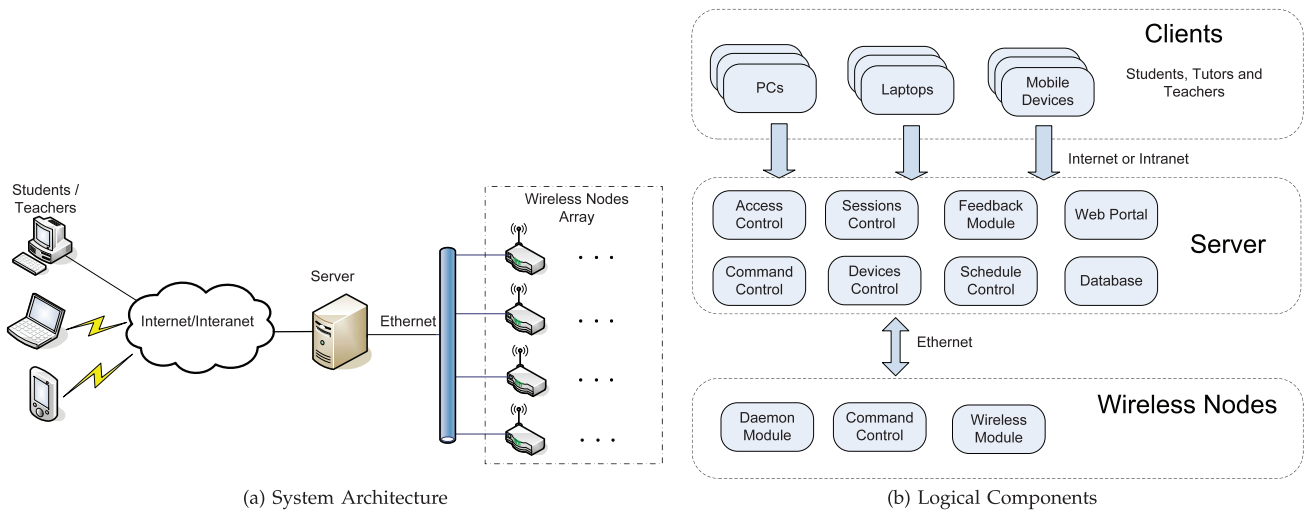 Students /
Teachers
Internet/Interanet
Server
Ethernet
Wireless Nodes
Array
. . .
. . .
. . .
. . .
(a) System Architecture
Clients
Students, Tutors and
Teachers
PCs
Laptops
Mobile
Devices
Internet or Intranet
Access
Control
Sessions
Control
Feedback
Module
Web Portal
Server
Command
Control
Devices
Control
Schedule
Control
Database
Ethernet
Wireless Nodes
Daemon
Module
Command
Control
Wireless
Module
(b) Logical Components